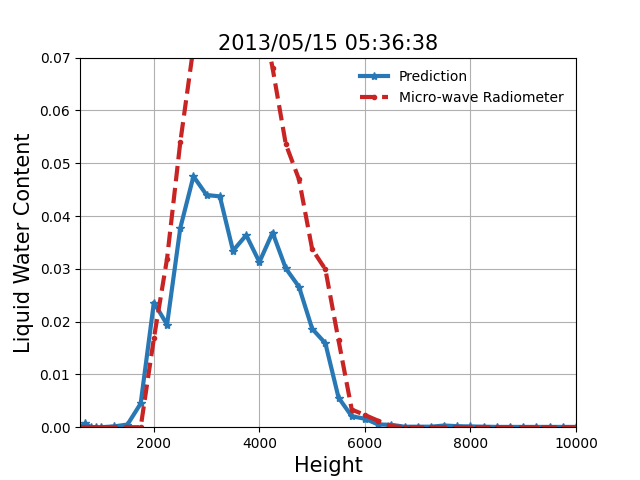 2013/05/15 05:36:38
0.07
0.06
0.05
0.04
0.03
0.02
0.01
0.00
Liquid Water Content
Prediction
Micro-wave Radiometer
2000 4000 6000 8000 10000
Height